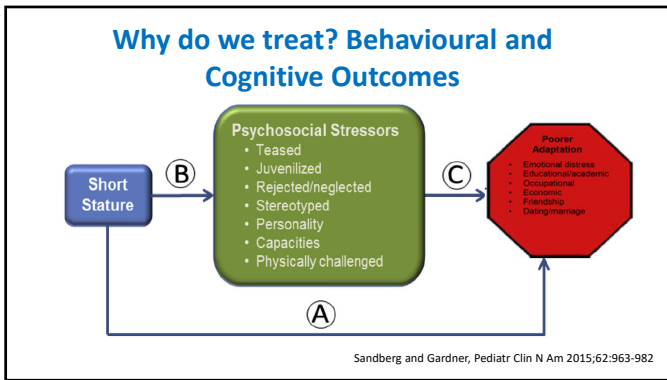 Why do we treat? Behavioural and
Cognitive Outcomes
Psychosocial Stressors
• Teased
• Juvenilized
• Rejected/neglected
• Stereotyped
• Personality
• Capacities
• Physically challenged
Short
Stature
B
C
Poorer
Adaptation
• Emotional distress
• Educational/academic
• Occupational
• Economic
• Friendship
• Dating/marriage
A
Sandberg and Gardner, Pediatr Clin N Am 2015;62:963-982